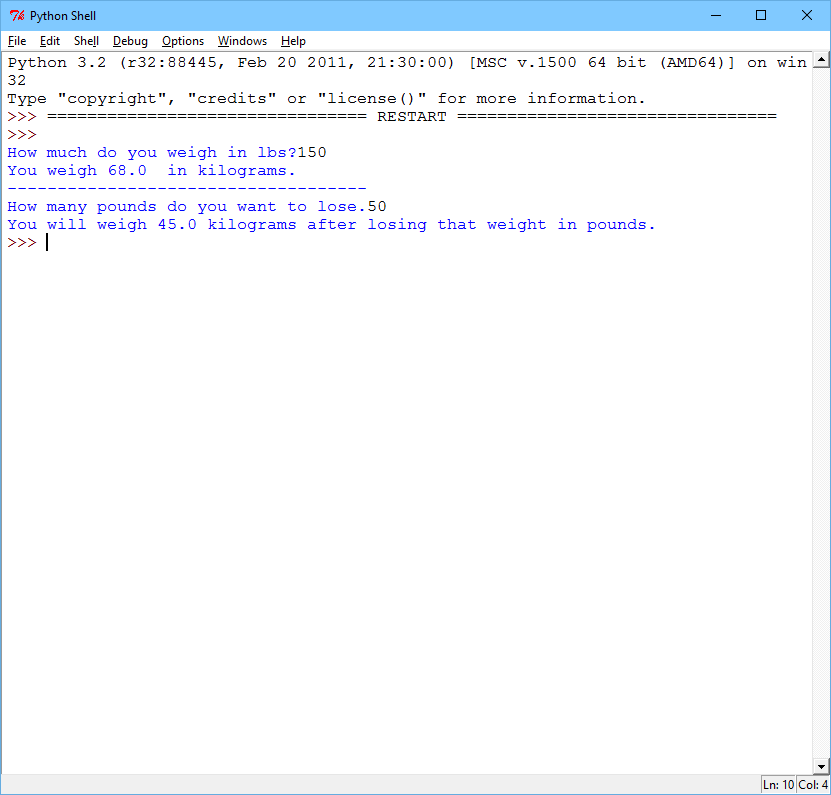 Python Shell
File Edit Shell Debug Options Windows Help
Python 3.2 (r32:88445, Feb 20 2011, 21:30:00) [MSC v.1500 64 bit (AMD64)] on win
32
Type "copyright", "credits" or "license()" for more information.
>>> ================================ RESTART ================================
>>>
How much do you weigh in lbs?150
You weigh 68.0  in kilograms.
------------------------------------
How many pounds do you want to lose.50
You will weigh 45.0 kilograms after losing that weight in pounds.
>>>
Ln: 10 Col: 4